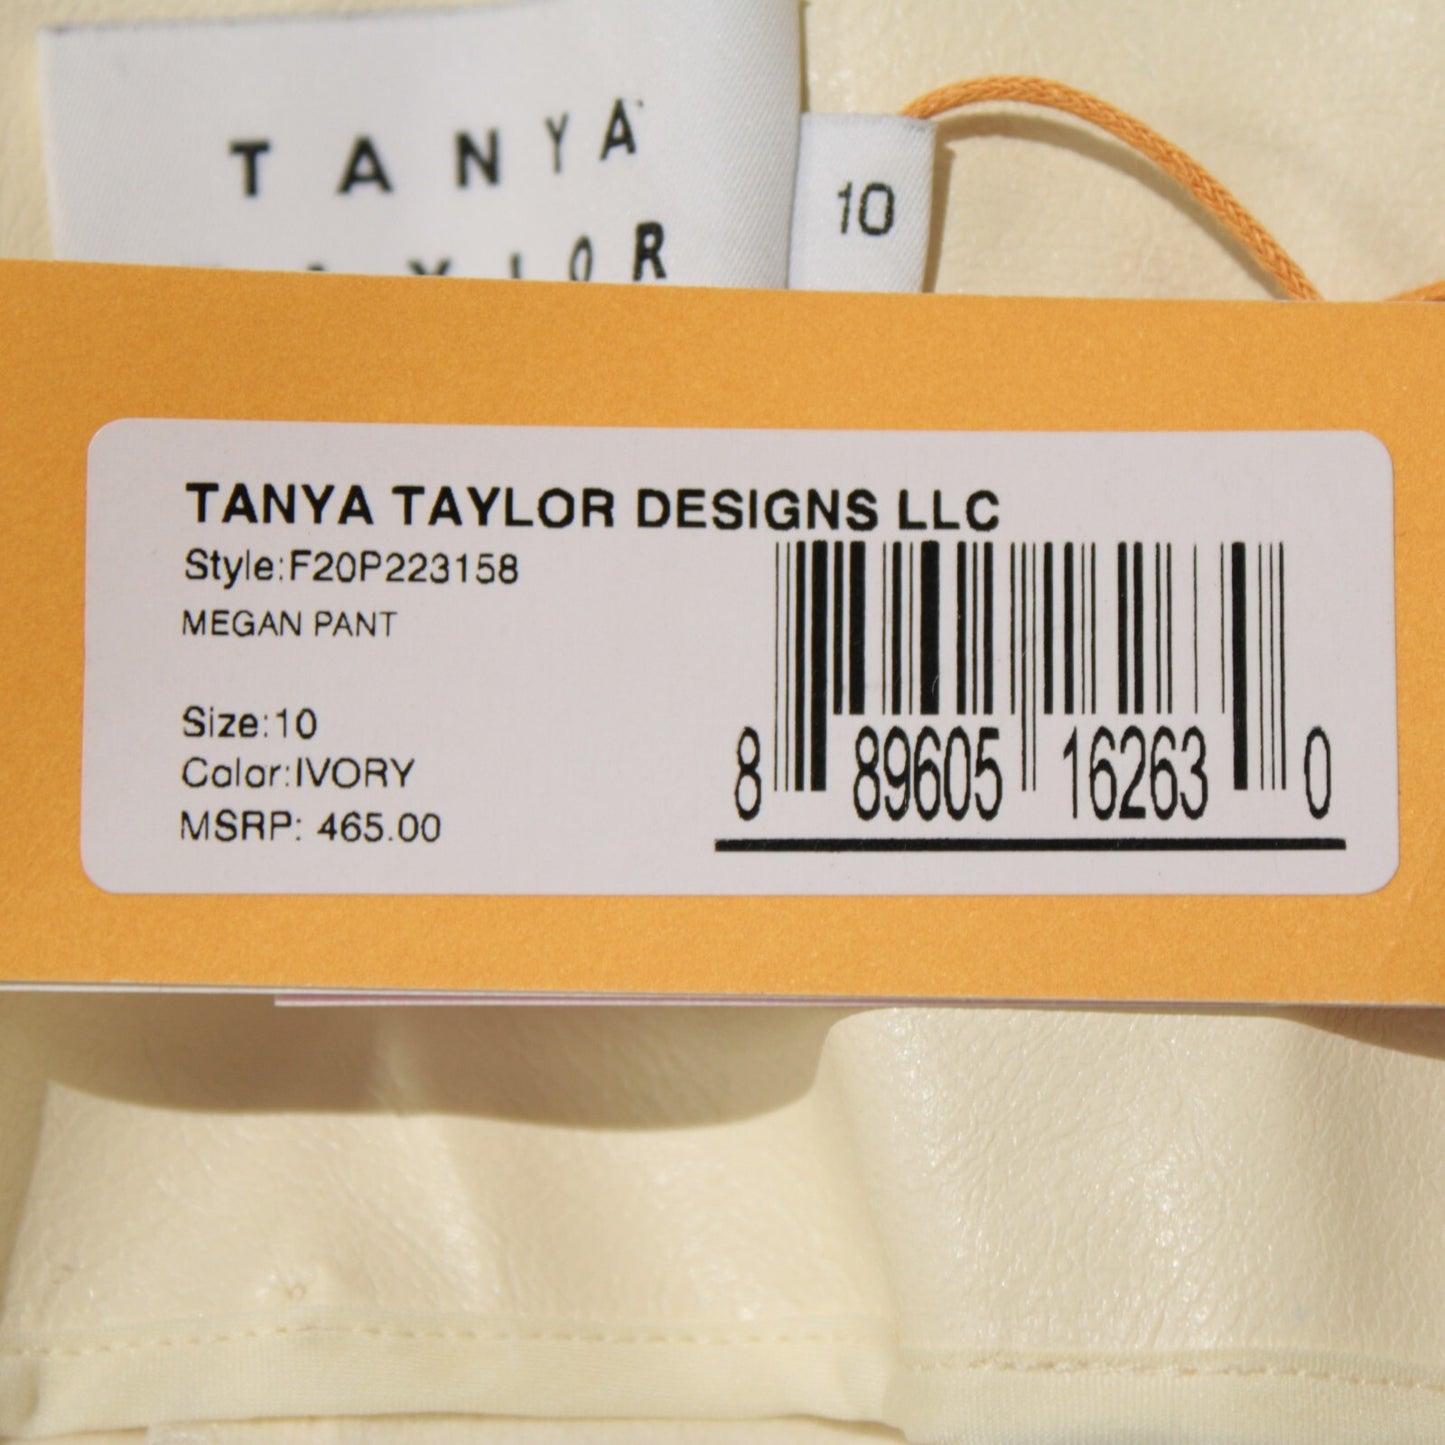 TANYA
TAYLOR
10
TANYA TAYLOR DESIGNS LLC
Style:F20P223158
MEGAN PANT
Size:10
Color:IVORY
MSRP: 465.00
8 89605 16263 0